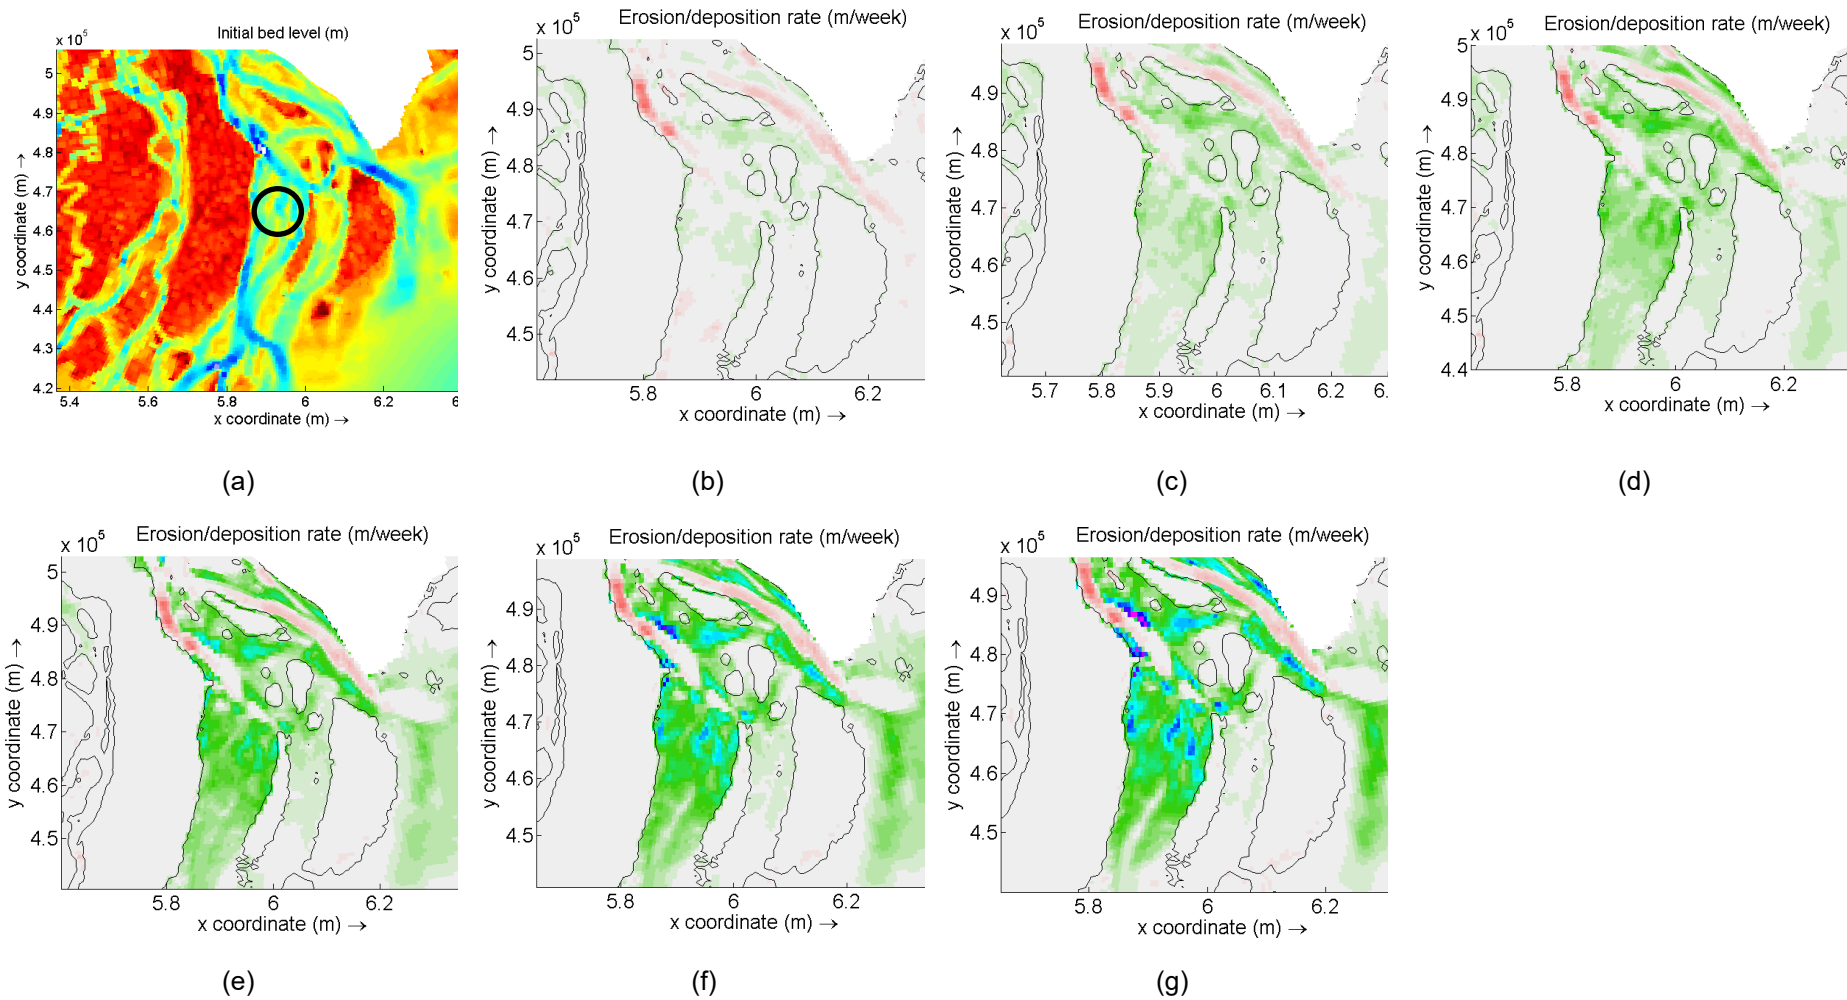 Initial bed level (m)
x 10^5
5
4.9
4.8
4.7
4.6
4.5
4.4
4.3
4.2
5.4 5.6 5.8 6 6.2 6
y coordinate (m) →
x coordinate (m) →
(a)
Erosion/deposition rate (m/week)
x 10^5
5
4.9
4.8
4.7
4.6
4.5
5.8 6 6.2
y coordinate (m) →
x coordinate (m) →
(b)
Erosion/deposition rate (m/week)
x 10^5
4.9
4.8
4.7
4.6
4.5
5.7 5.8 5.9 6 6.1 6.2 6.
y coordinate (m) →
x coordinate (m) →
(c)
Erosion/deposition rate (m/week)
x 10^5
5
4.9
4.8
4.7
4.6
4.5
4.4
5.8 6 6.2
y coordinate (m) →
x coordinate (m) →
(d)
Erosion/deposition rate (m/week)
x 10^5
5
4.9
4.8
4.7
4.6
4.5
5.8 6 6.2
y coordinate (m) →
x coordinate (m) →
(e)
Erosion/deposition rate (m/week)
x 10^5
4.9
4.8
4.7
4.6
4.5
5.8 6 6.2
y coordinate (m) →
x coordinate (m) →
(f)
Erosion/deposition rate (m/week)
x 10^5
4.9
4.8
4.7
4.6
4.5
5.8 6 6.2
y coordinate (m) →
x coordinate (m) →
(g)